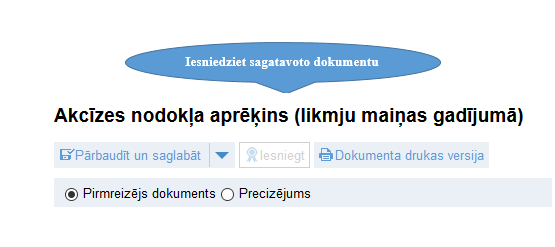 Iesniedziet sagatavoto dokumentu
Akcīzes nodokļa aprēķins (likmju maiņas gadījumā)
Pārbaudīt un saglabāt Iesniegt Dokumenta drukas versija
Pirmreizējs dokuments Precizējums